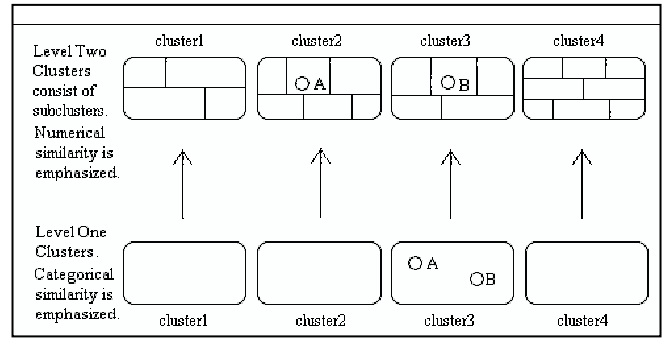 cluster1 cluster2 cluster3 cluster4
Level Two
Clusters
consist of
subclusters.
Numerical
similarity is
emphasized.
A B
Level One
Clusters.
Categorical
similarity is
emphasized.
A
B
cluster1 cluster2 cluster3 cluster4